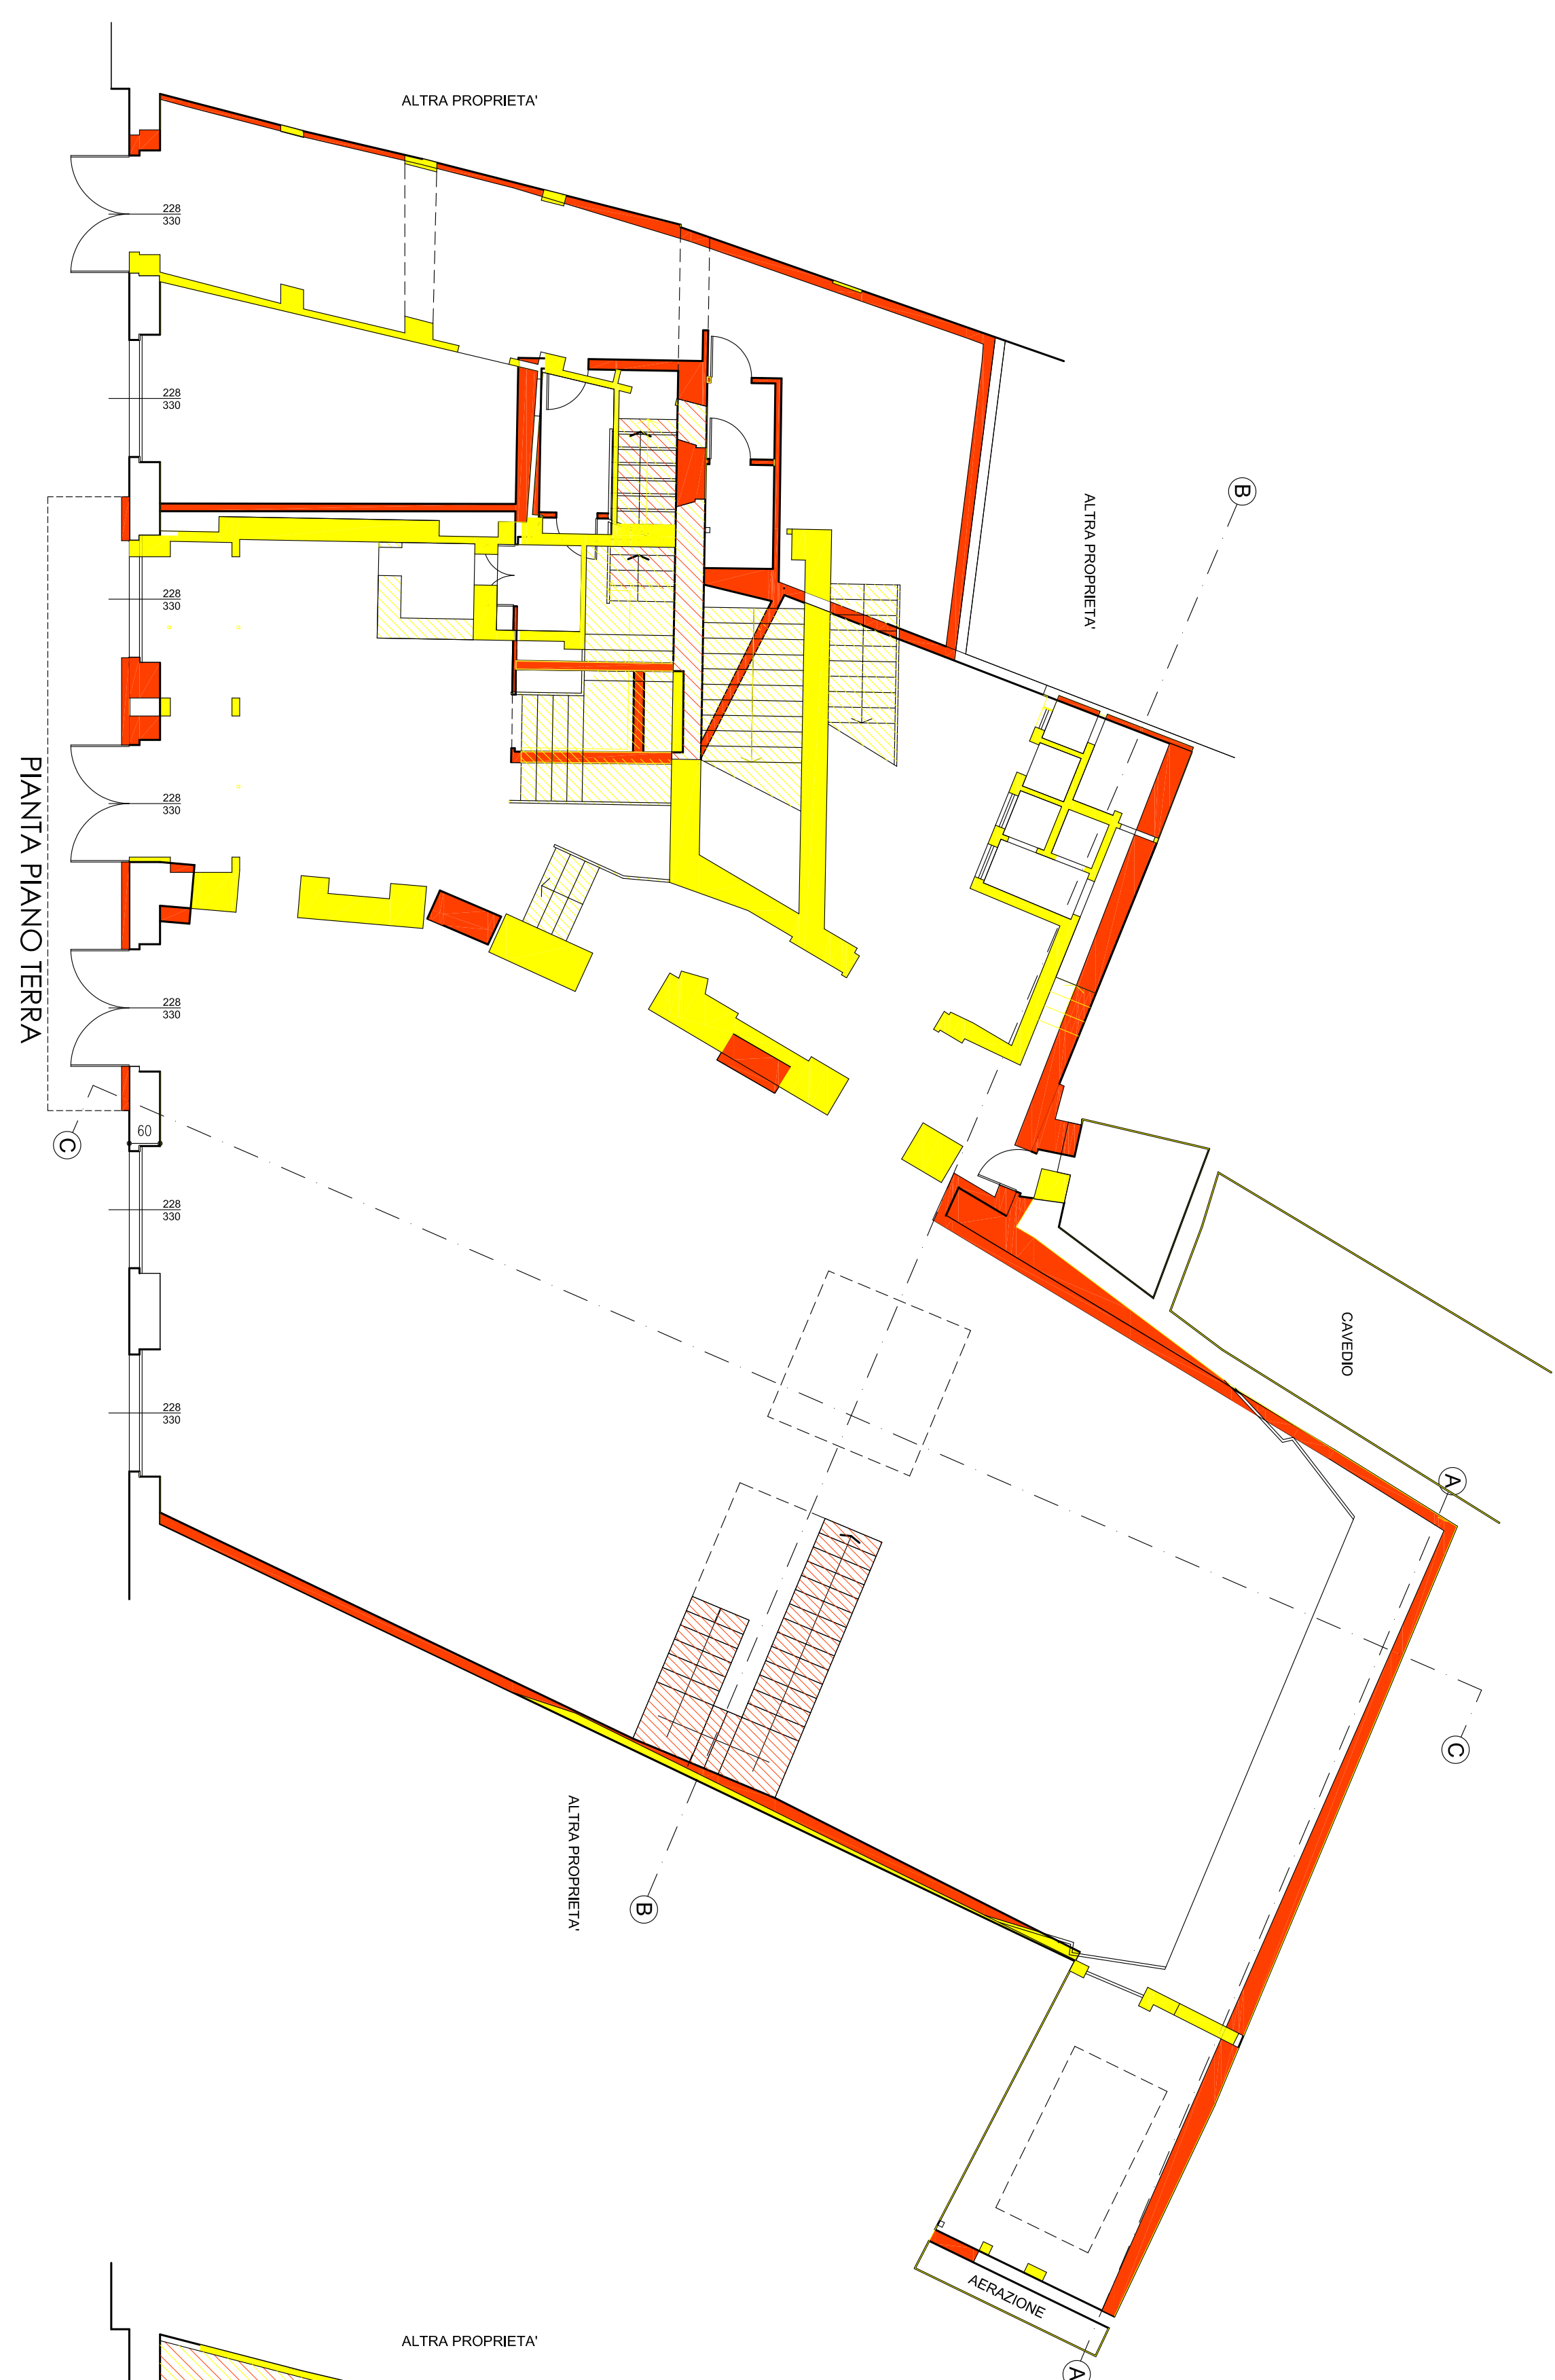 ALTRA PROPRIETA'
228
330
228
330
B
ALTRA PROPRIETA'
228
330
PIANTA PIANO TERRA
228
330
228
330
60
C
228
330
CAVEDIO
228
330
A
C
ALTRA PROPRIETA'
B
AERAZIONE
ALTRA PROPRIETA'
A